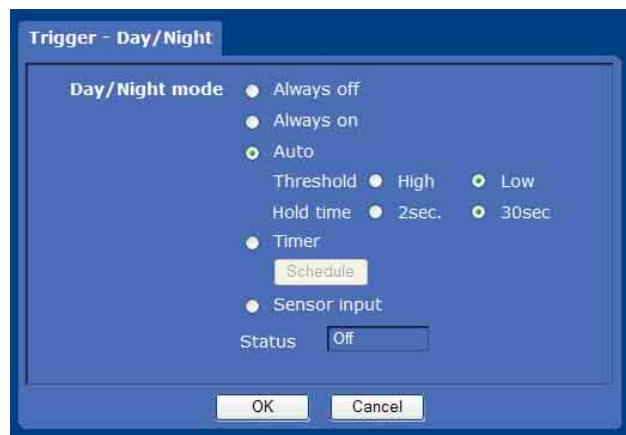 Trigger - Day/Night
Day/Night mode Always off
Always on
Auto
Threshold High Low
Hold time 2sec. 30sec
Timer
Schedule
Sensor input
Status Off
OK Cancel